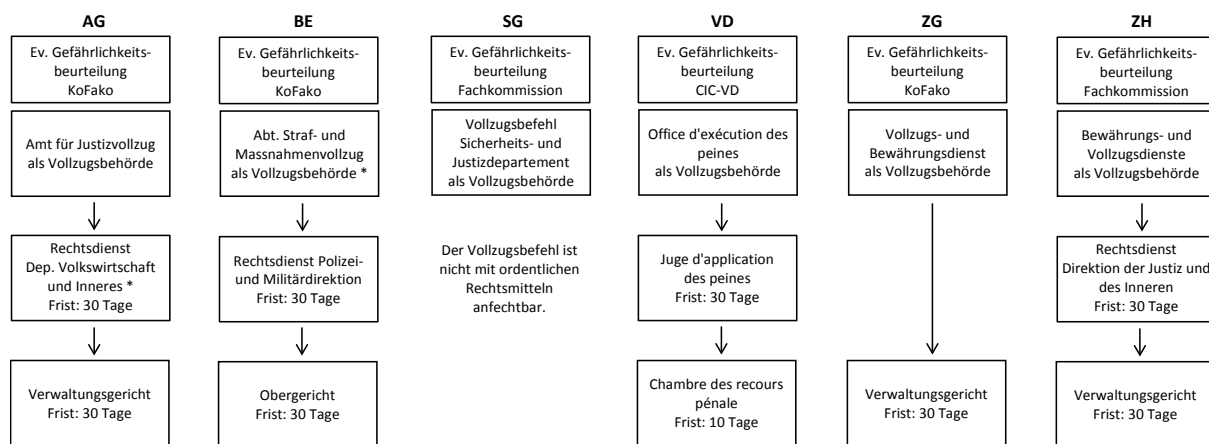 AG
Ev. Gefährlichkeits-
beurteilung
KoFako
Amt für Justizvollzug
als Vollzugsbehörde
Rechtsdienst
Dep. Volkswirtschaft
und Inneres *
Frist: 30 Tage
Verwaltungsgericht
Frist: 30 Tage
BE
Ev. Gefährlichkeits-
beurteilung
KoFako
Abt. Straf- und
Massnahmenvollzug
als Vollzugsbehörde *
Rechtsdienst Polizei-
und Militärdirektion
Frist: 30 Tage
Obergericht
Frist: 30 Tage
SG
Ev. Gefährlichkeits-
beurteilung
Fachkommission
Vollzugsbefehl
Sicherheits- und
Justizdepartement
als Vollzugsbehörde
Der Vollzugsbefehl ist
nicht mit ordentlichen
Rechtsmitteln
anfechtbar.
VD
Ev. Gefährlichkeits-
beurteilung
CIC-VD
Office d'exécution des
peines
als Vollzugsbehörde
Juge d'application
des peines
Frist: 30 Tage
Chambre des recours
pénale
Frist: 10 Tage
ZG
Ev. Gefährlichkeits-
beurteilung
KoFako
Vollzugs- und
Bewährungsdienst
als Vollzugsbehörde
Verwaltungsgericht
Frist: 30 Tage
ZH
Ev. Gefährlichkeits-
beurteilung
Fachkommission
Bewährungs- und
Vollzugsdienste
als Vollzugsbehörde
Rechtsdienst
Direktion der Justiz und
des Inneren
Frist: 30 Tage
Verwaltungsgericht
Frist: 30 Tage